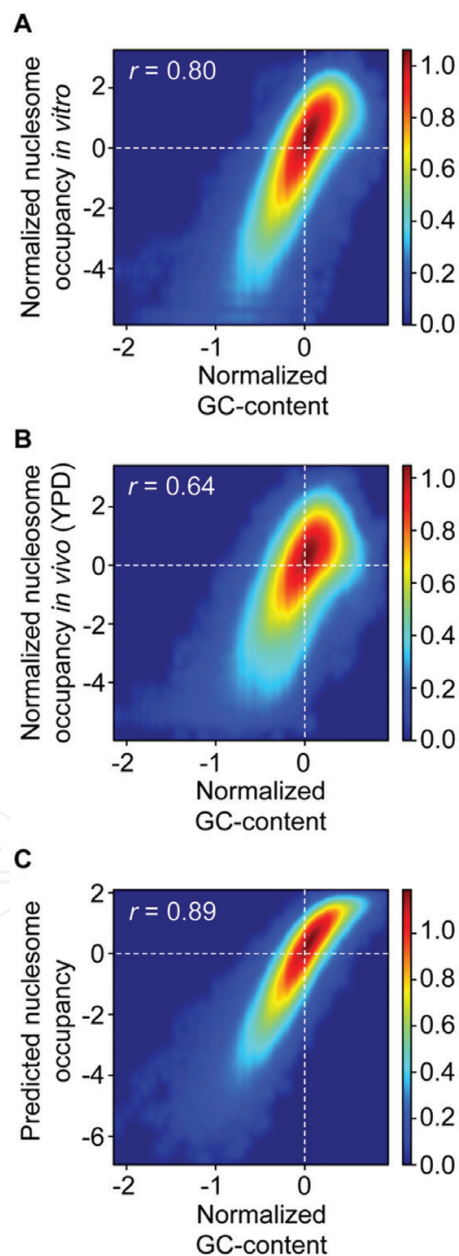 A
Normalized nuclesome
occupancy in vitro
r = 0.80
2
0
-2
-4
-2
-1
0
Normalized
GC-content
1.0
0.8
0.6
0.4
0.2
0.0
B
Normalized nucleosome
occupancy in vivo (YPD)
r = 0.64
2
0
-2
-4
-2
-1
0
Normalized
GC-content
1.0
0.8
0.6
0.4
0.2
0.0
C
Predicted nuclesome
occupancy
r = 0.89
2
0
-2
-4
-6
-2
-1
0
Normalized
GC-content
1.0
0.8
0.6
0.4
0.2
0.0